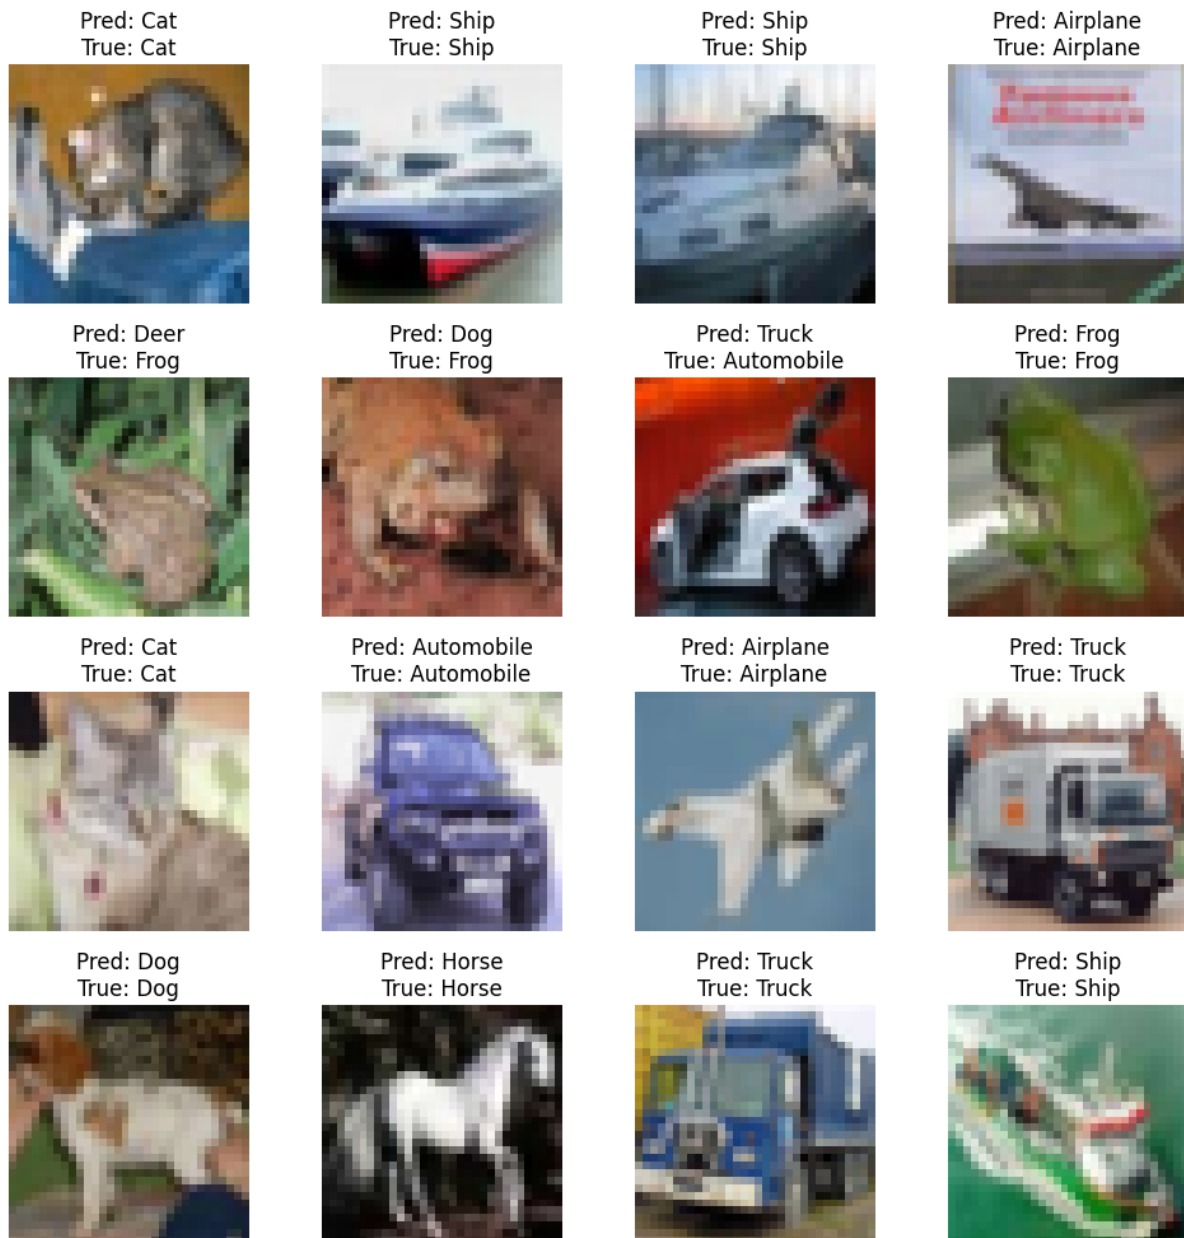 Pred: Cat
True: Cat
Pred: Ship
True: Ship
Pred: Ship
True: Ship
Pred: Airplane
True: Airplane
Pred: Deer
True: Frog
Pred: Dog
True: Frog
Pred: Truck
True: Automobile
Pred: Frog
True: Frog
Pred: Cat
True: Cat
Pred: Automobile
True: Automobile
Pred: Airplane
True: Airplane
Pred: Truck
True: Truck
Pred: Dog
True: Dog
Pred: Horse
True: Horse
Pred: Truck
True: Truck
Pred: Ship
True: Ship